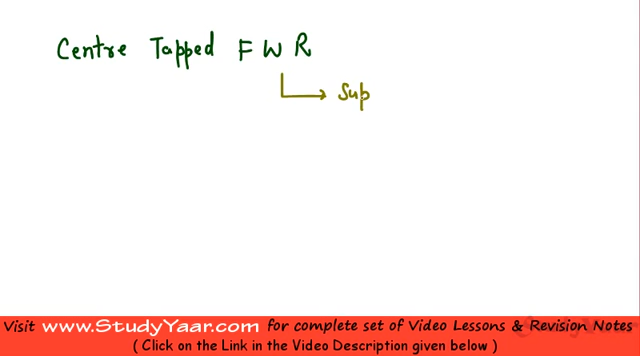 Centre Tapped F W R
Sup
Visit www.StudyYaar.com for complete set of Video Lessons & Revision Notes
( Click on the Link in the Video Description given below )